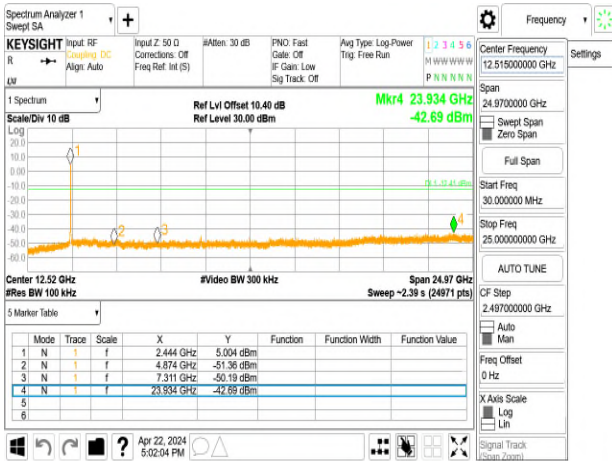 Spectrum Analyzer 1
Swept SA
+
Frequency
Settings
KEYSIGHT
R
Input: RF
Coupling: DC
Align: Auto
Input Z: 50 Ω
Corrections: Off
Freq Ref: Int (S)
#Atten: 30 dB
PNO: Fast
Gate: Off
IF Gain: Low
Sig Track: Off
Avg Type: Log-Power
Trig: Free Run
1 2 3 4 5 6
M W W W W W
P N N N N N
1 Spectrum
Scale/Div 10 dB
Ref Lvl Offset 10.40 dB
Ref Level 30.00 dBm
Mkr4 23.934 GHz
-42.69 dBm
Log
20.0
10.0
0.00
-10.0
-20.0
-30.0
-40.0
-50.0
-60.0
1
2
3
4
Center 12.52 GHz
#Res BW 100 kHz
#Video BW 300 kHz
Span 24.97 GHz
Sweep ~2.39 s (24971 pts)
5 Marker Table
Mode Trace Scale X Y Function Function Width Function Value
1 N 1 f 2.444 GHz 5.004 dBm
2 N 1 f 4.874 GHz -51.36 dBm
3 N 1 f 7.311 GHz -50.19 dBm
4 N 1 f 23.934 GHz -42.69 dBm
5
6
?
Apr 22, 2024
5:02:04 PM
Center Frequency
12.515000000 GHz
Span
24.9700000 GHz
Swept Span
Zero Span
Full Span
Start Freq
30.000000 MHz
Stop Freq
25.000000000 GHz
AUTO TUNE
CF Step
2.497000000 GHz
Auto
Man
Freq Offset
0 Hz
X Axis Scale
Log
Lin
Signal Track
(Span Zoom)